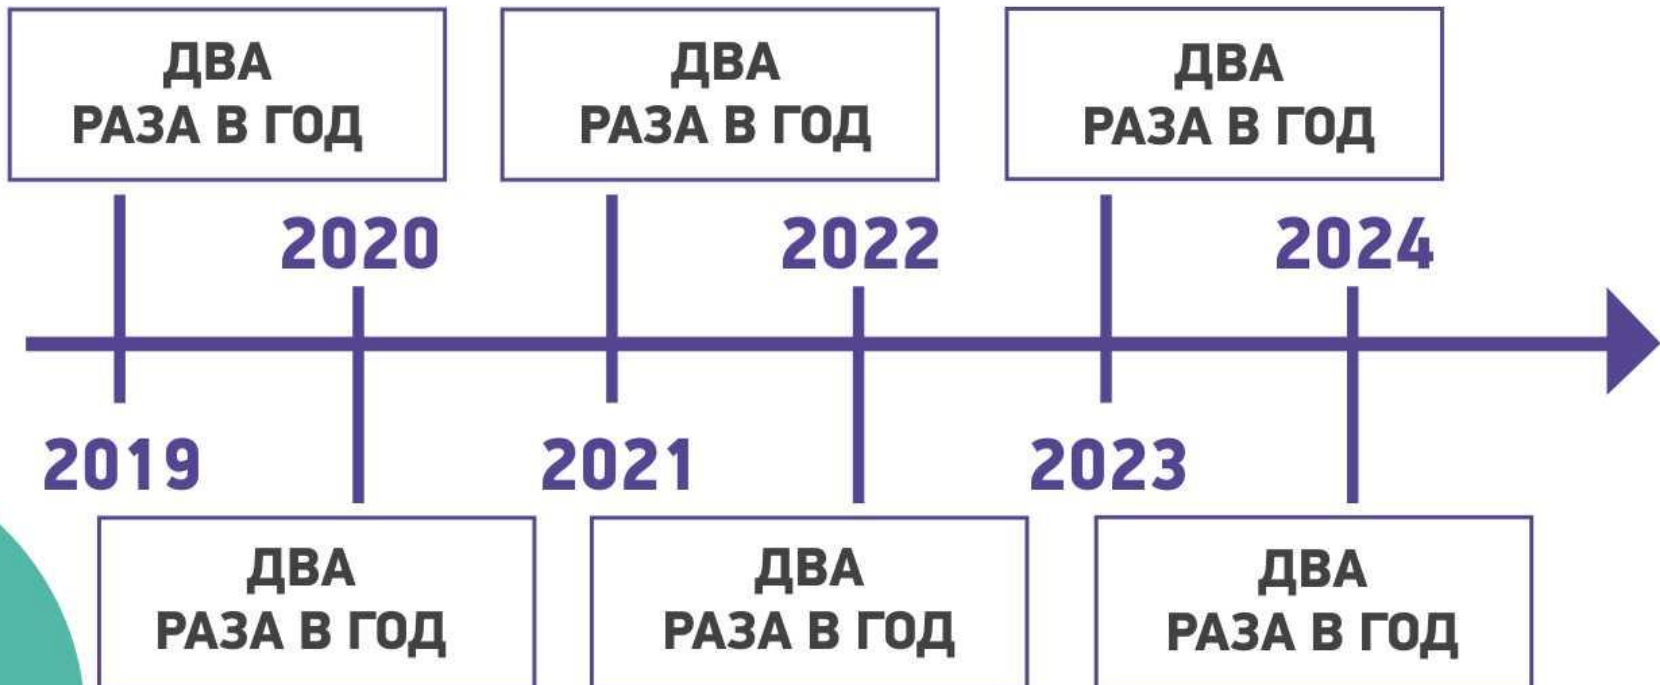 ДВА
РАЗА В ГОД
ДВА
РАЗА В ГОД
ДВА
РАЗА В ГОД
2020
2022
2024
2019
2021
2023
ДВА
РАЗА В ГОД
ДВА
РАЗА В ГОД
ДВА
РАЗА В ГОД